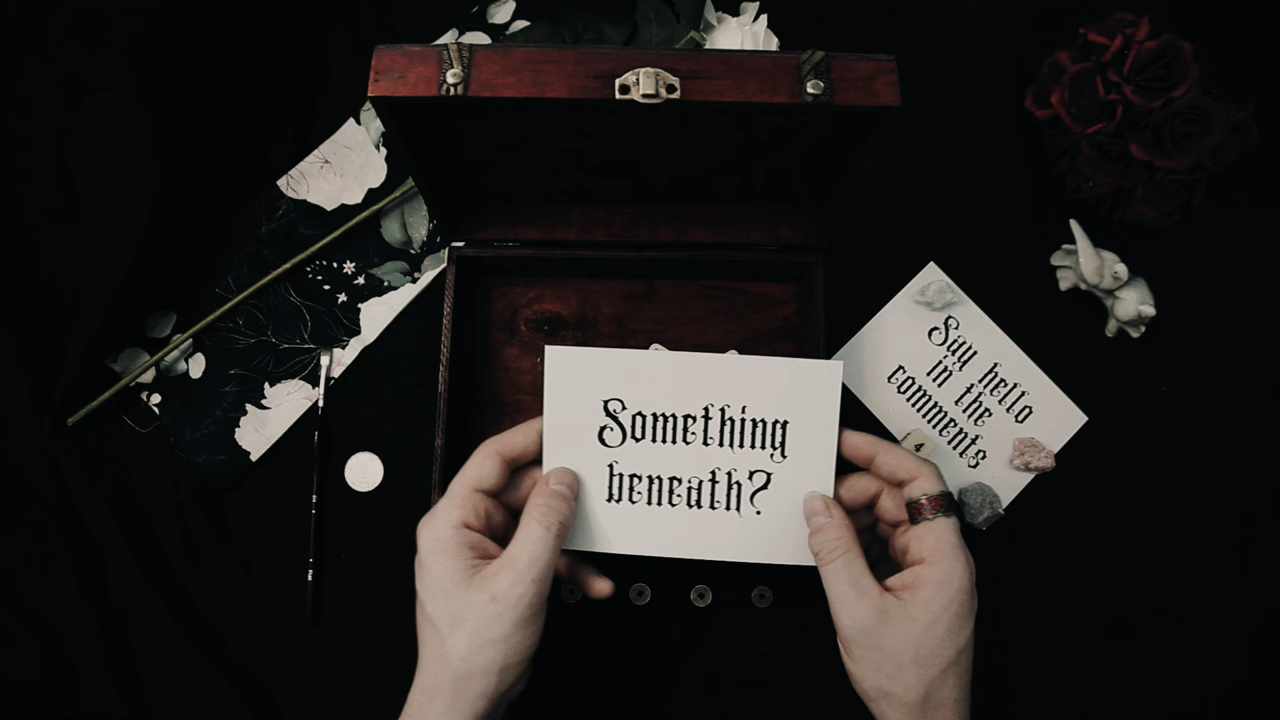 Something
beneath?
Say hello
in the
comments
4